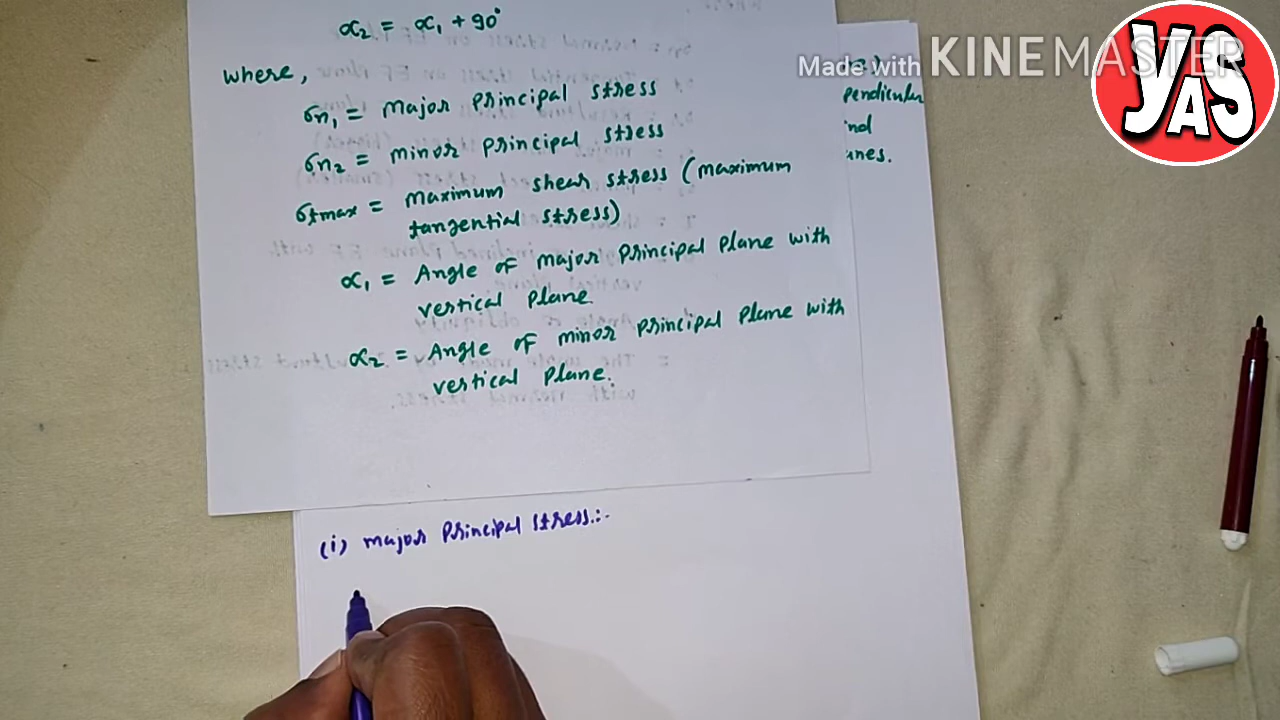 α₂ = α₁ + 90°
where,
σn₁ = major principal stress
σn₂ = minor principal stress
σtmax = maximum shear stress (maximum
tangential stress)
α₁ = Angle of major principal plane with
vertical plane.
α₂ = Angle of minor principal plane with
vertical plane.
(i) major principal stress:-
pendicular
Made with KINEMASTER
YAS